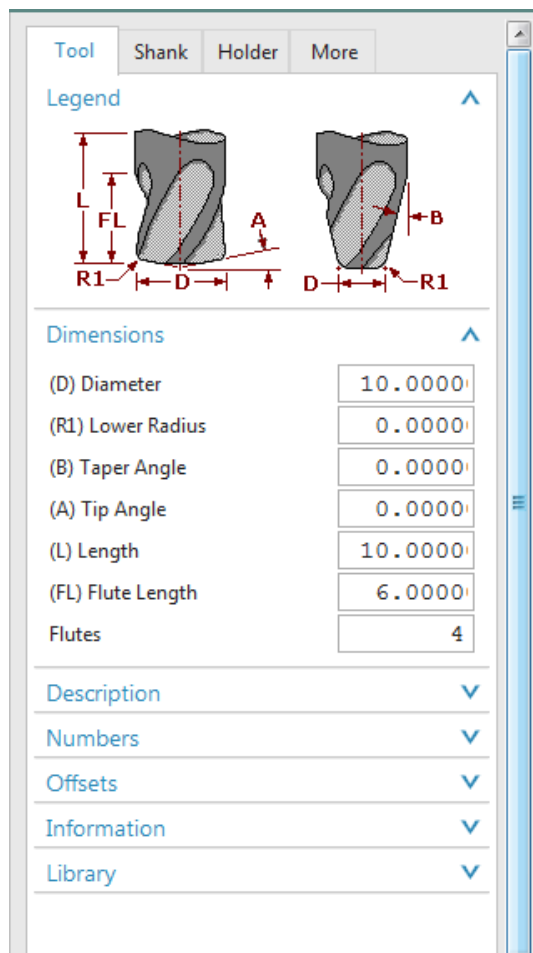 Tool Shank Holder More
Legend
L
FL
A
R1
D
B
D
R1
Dimensions
(D) Diameter 10.0000
(R1) Lower Radius 0.0000
(B) Taper Angle 0.0000
(A) Tip Angle 0.0000
(L) Length 10.0000
(FL) Flute Length 6.0000
Flutes 4
Description
Numbers
Offsets
Information
Library